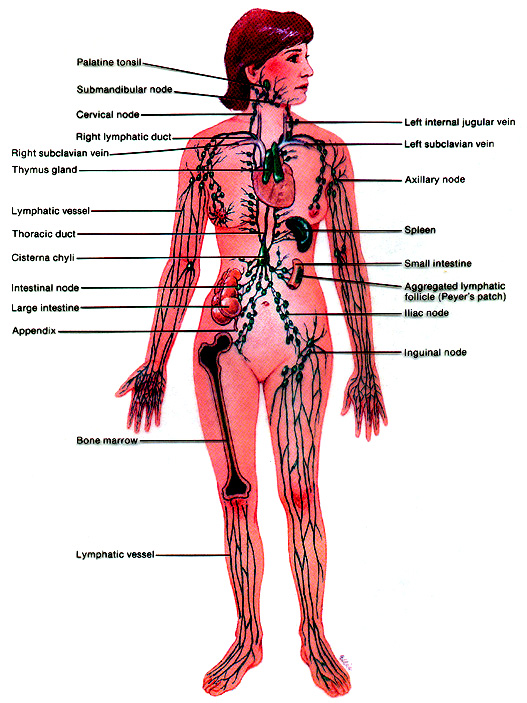 Palatine tonsil
Submandibular node
Cervical node
Right lymphatic duct
Right subclavian vein
Thymus gland
Lymphatic vessel
Thoracic duct
Cisterna chyli
Intestinal node
Large intestine
Appendix
Bone marrow
Lymphatic vessel
Left internal jugular vein
Left subclavian vein
Axillary node
Spleen
Small intestine
Aggregated lymphatic
follicle (Peyer's patch)
Iliac node
Inguinal node